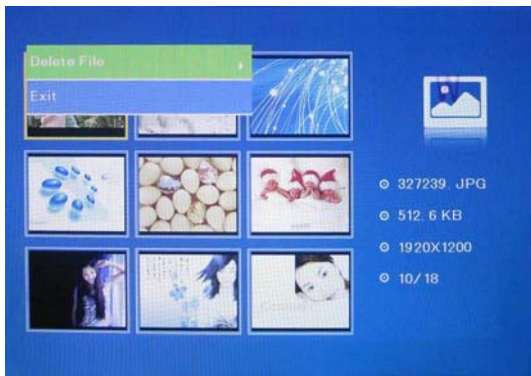 Delete File
Exit
327239. JPG
512. 6 KB
1920X1200
10/18